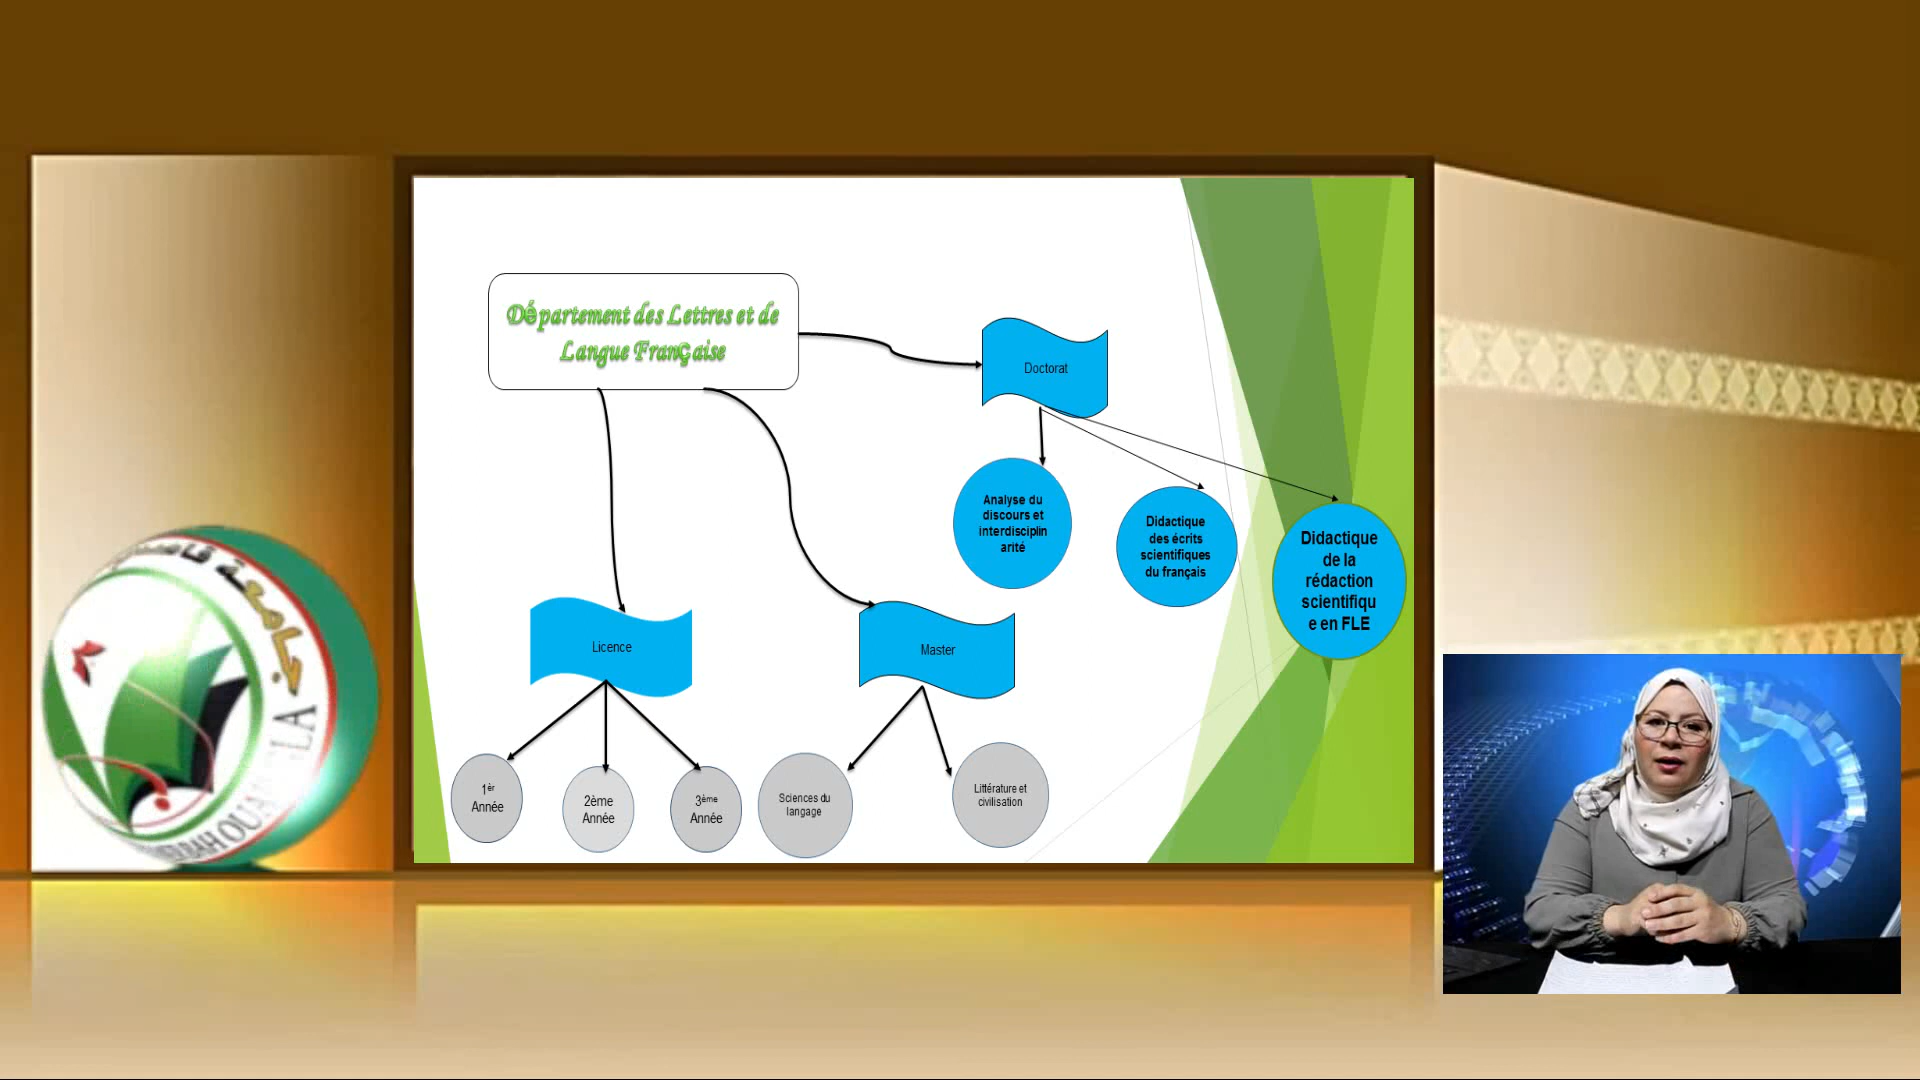 Département des Lettres et de
Langue Française
Doctorat
Analyse du
discours et
interdisciplin
arité
Didactique
des écrits
scientifiques
du français
Didactique
de la
rédaction
scientifiqu
e en FLE
Licence
Master
1èr
Année
2ème
Année
3ème
Année
Sciences du
langage
Littérature et
civilisation
جامعة